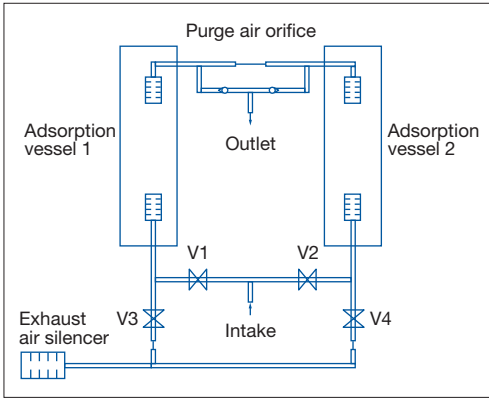 Purge air orifice
Adsorption
vessel 1
Outlet
Adsorption
vessel 2
V1
V2
V3
Intake
V4
Exhaust
air silencer